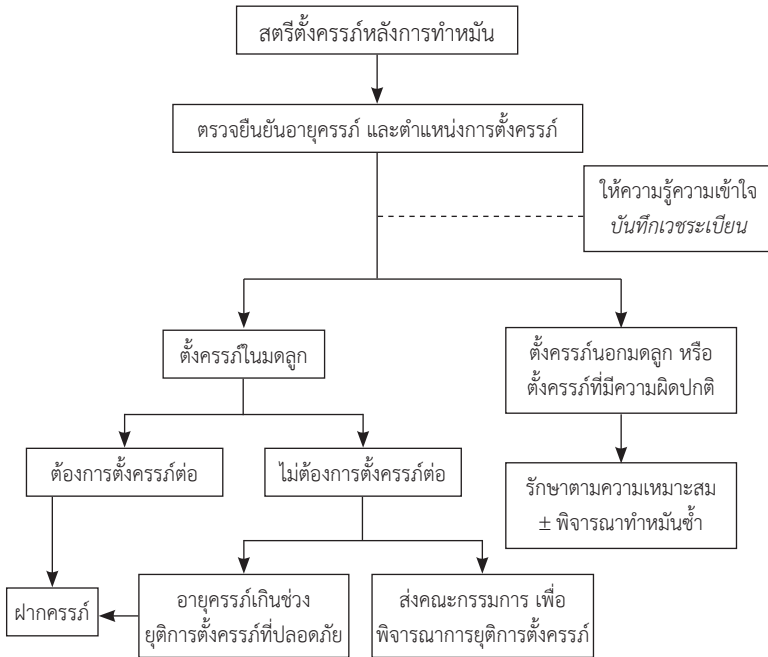 สตรีตั้งครรภ์หลังการทำหมัน
ตรวจยืนยันอายุครรภ์ และตำแหน่งการตั้งครรภ์
ให้ความรู้ความเข้าใจ
บันทึกเวชระเบียน
ตั้งครรภ์ในมดลูก
ตั้งครรภ์นอกมดลูก หรือ
ตั้งครรภ์ที่มีความผิดปกติ
ต้องการตั้งครรภ์ต่อ
ไม่ต้องการตั้งครรภ์ต่อ
รักษาตามความเหมาะสม
± พิจารณาทำหมันซ้ำ
ฝากครรภ์
อายุครรภ์เกินช่วง
ยุติการตั้งครรภ์ที่ปลอดภัย
ส่งคณะกรรมการ เพื่อ
พิจารณาการยุติการตั้งครรภ์